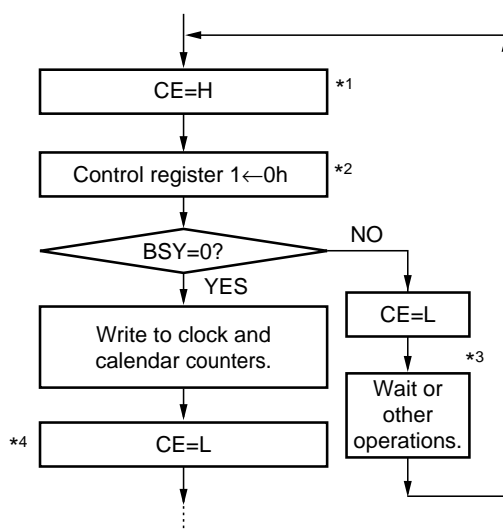 CE=H
*1
Control register 1←0h
*2
BSY=0?
NO
YES
Write to clock and
calendar counters.
CE=L
*3
Wait or
other
operations.
*4
CE=L